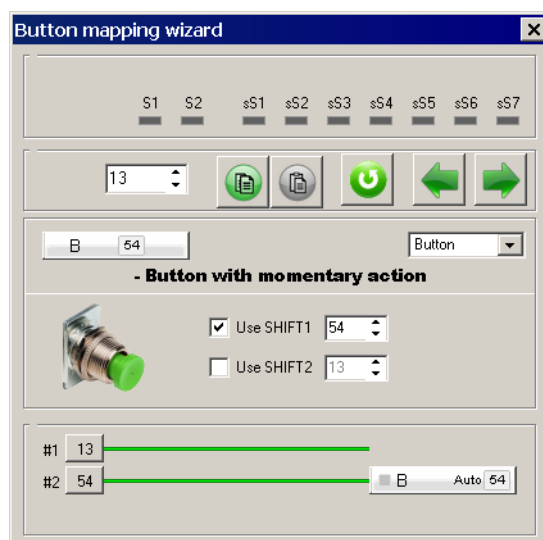 Button mapping wizard
S1 S2 sS1 sS2 sS3 sS4 sS5 sS6 sS7
13
B 54 Button
- Button with momentary action
Use SHIFT1 54
Use SHIFT2 13
#1 13
#2 54 B Auto 54